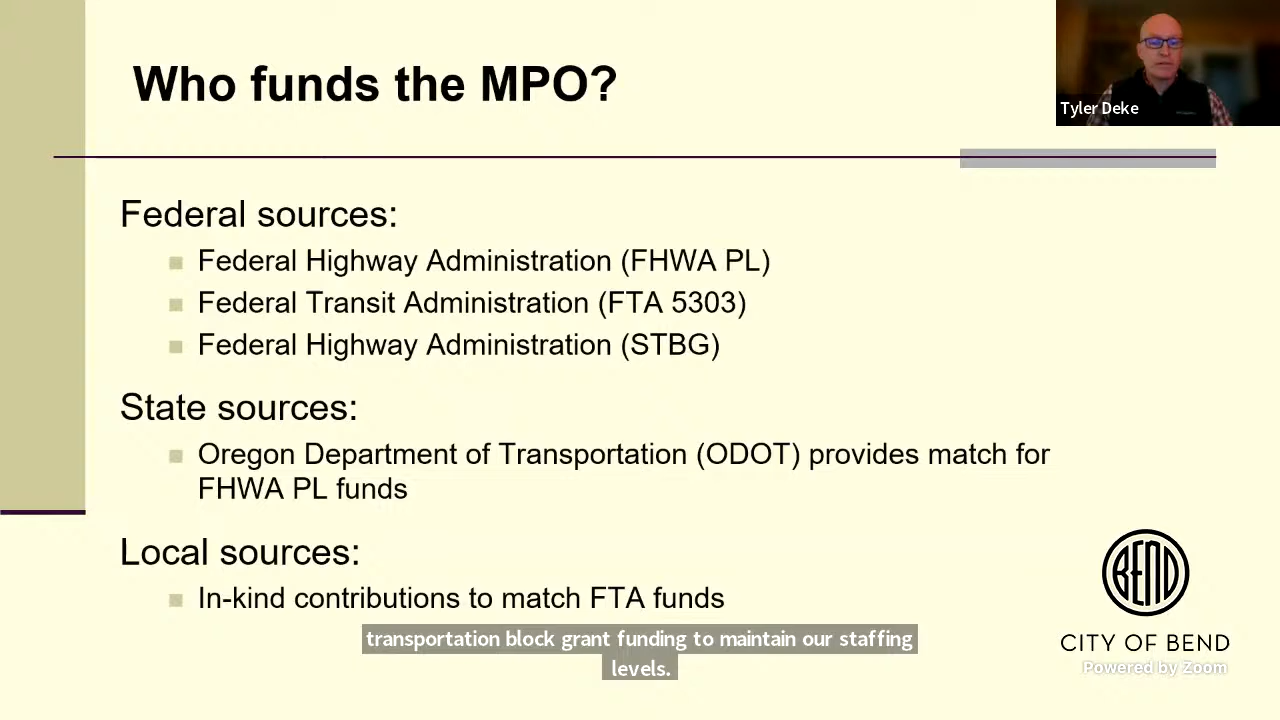 Who funds the MPO?
Tyler Deke
Federal sources:
Federal Highway Administration (FHWA PL)
Federal Transit Administration (FTA 5303)
Federal Highway Administration (STBG)
State sources:
Oregon Department of Transportation (ODOT) provides match for
FHWA PL funds
Local sources:
In-kind contributions to match FTA funds
BEND
CITY OF BEND
transportation block grant funding to maintain our staffing
levels.
Powered by Zoom